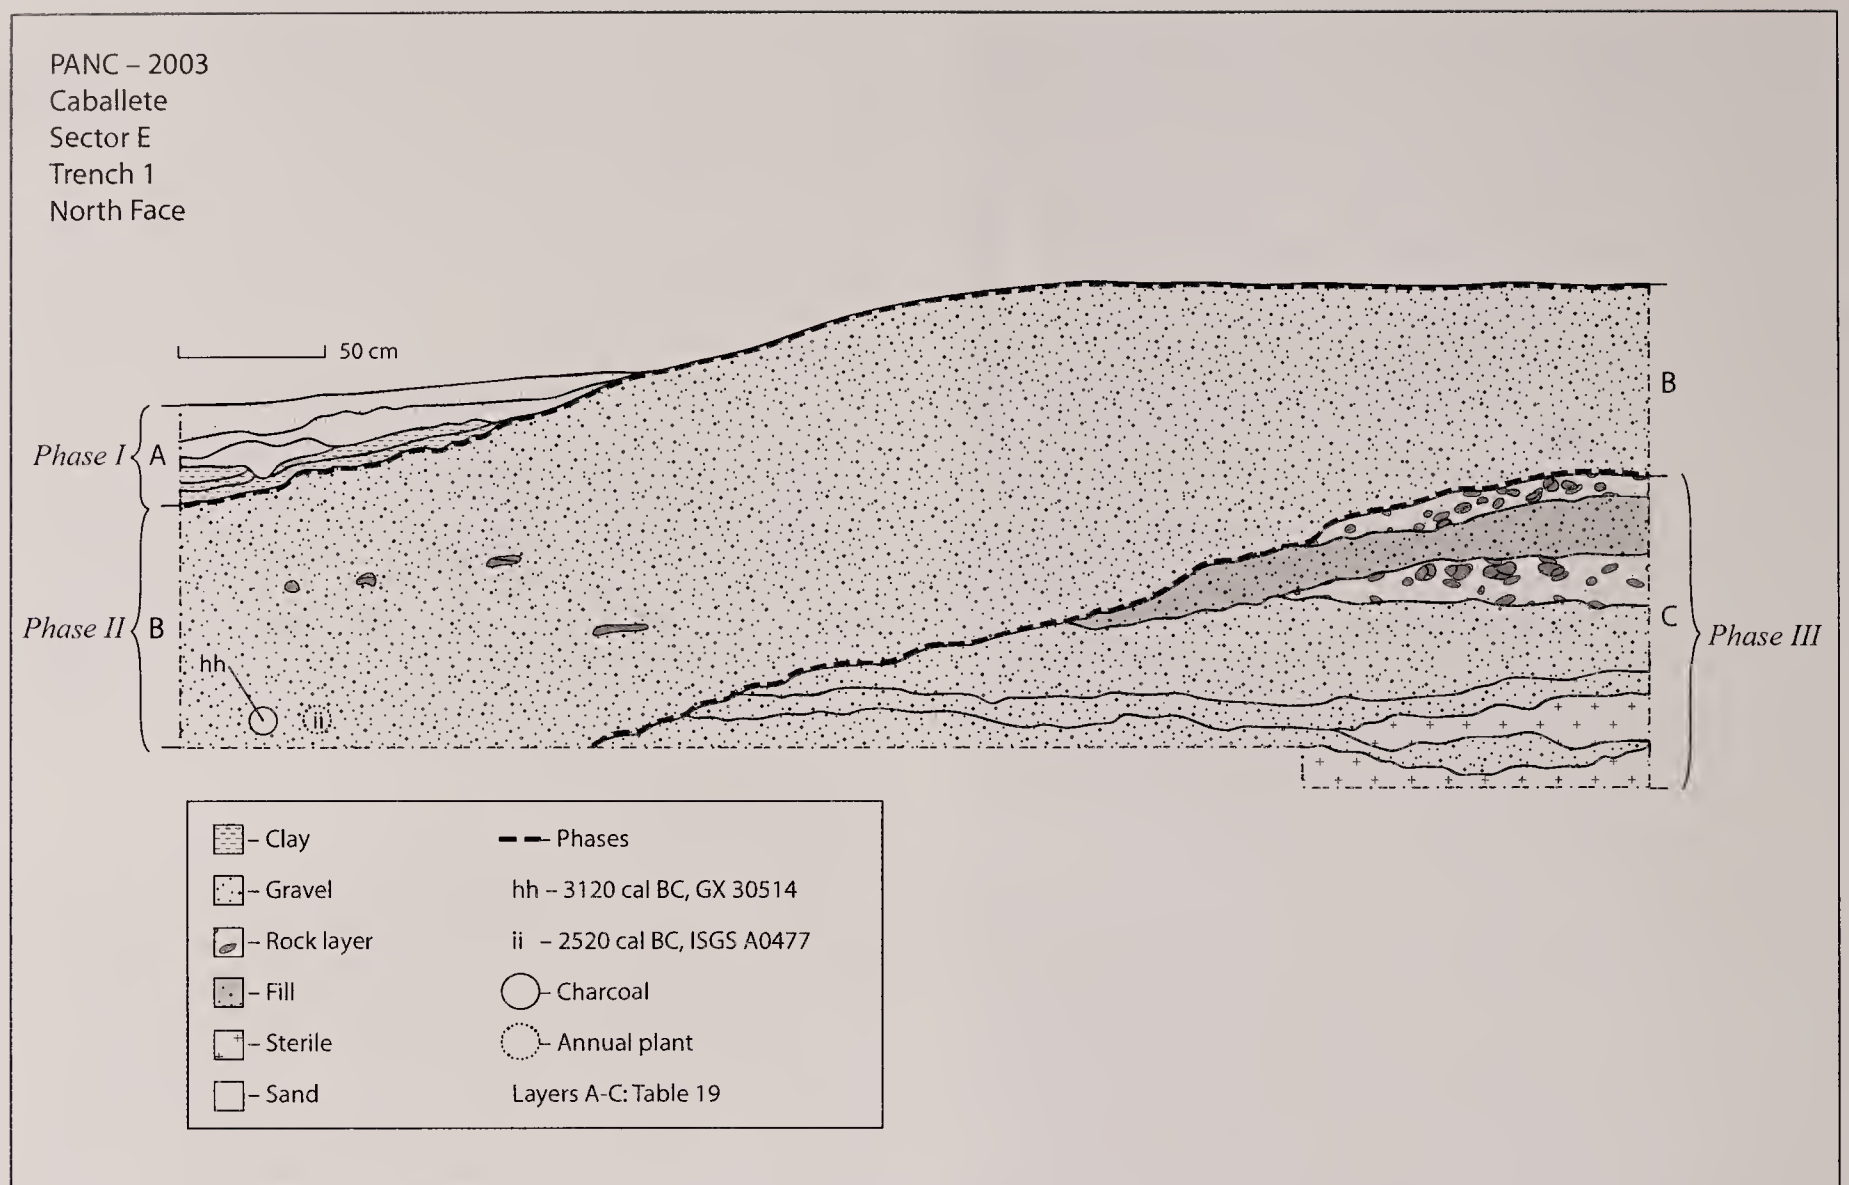 PANC – 2003
Caballete
Sector E
Trench 1
North Face
50 cm
B
Phase I
A
Phase II
B
C
Phase III
hh
ii
– Clay
– Gravel
– Rock layer
– Fill
– Sterile
– Sand
– Phases
hh – 3120 cal BC, GX 30514
ii – 2520 cal BC, ISGS A0477
– Charcoal
– Annual plant
Layers A-C: Table 19